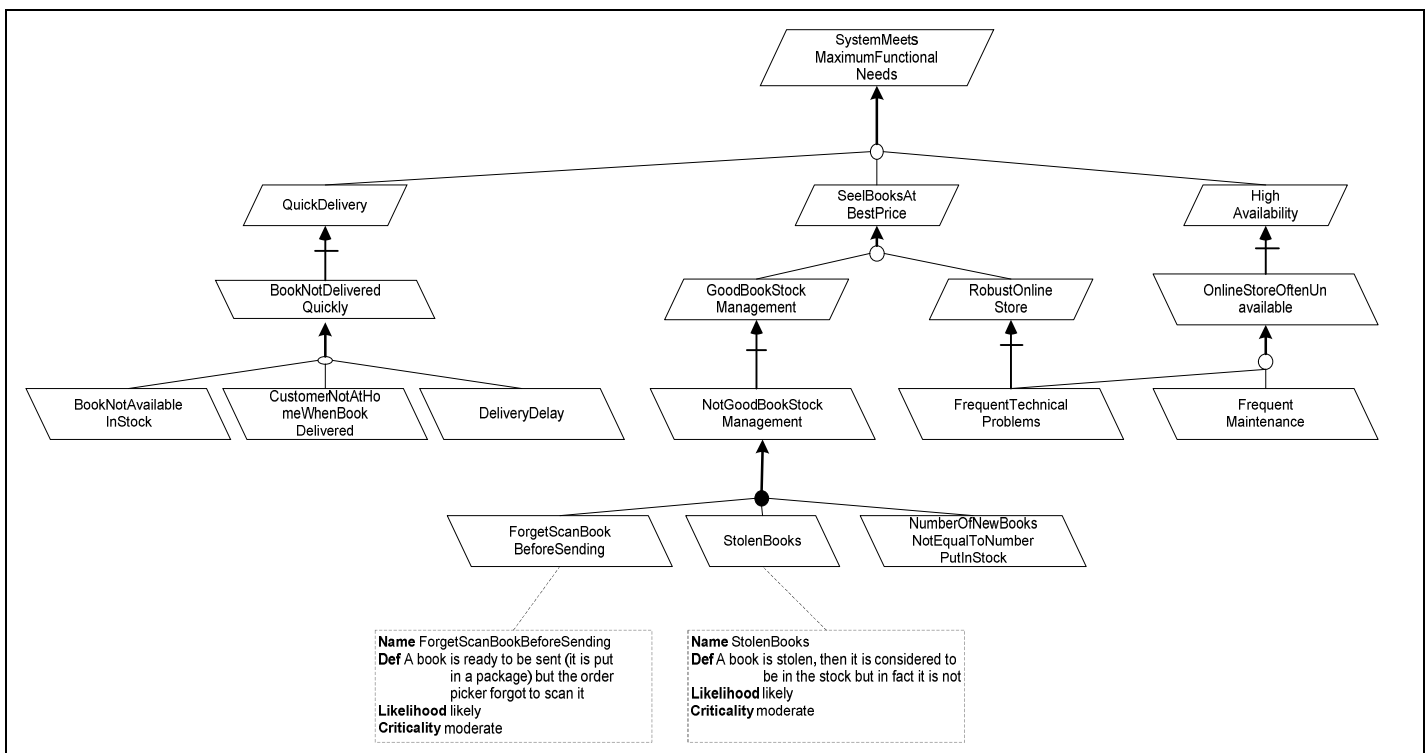 SystemMeets
MaximumFunctional
Needs
QuickDelivery
SeelBooksAt
BestPrice
High
Availability
BookNotDelivered
Quickly
GoodBookStock
Management
RobustOnline
Store
OnlineStoreOftenUn
available
BookNotAvailable
InStock
CustomerNotAtHo
meWhenBook
Delivered
DeliveryDelay
NotGoodBookStock
Management
FrequentTechnical
Problems
Frequent
Maintenance
ForgetScanBook
BeforeSending
StolenBooks
NumberOfNewBooks
NotEqualToNumber
PutInStock
Name ForgetScanBookBeforeSending
Def A book is ready to be sent (it is put
in a package) but the order
picker forgot to scan it
Likelihood likely
Criticality moderate
Name StolenBooks
Def A book is stolen, then it is considered to
be in the stock but in fact it is not
Likelihood likely
Criticality moderate